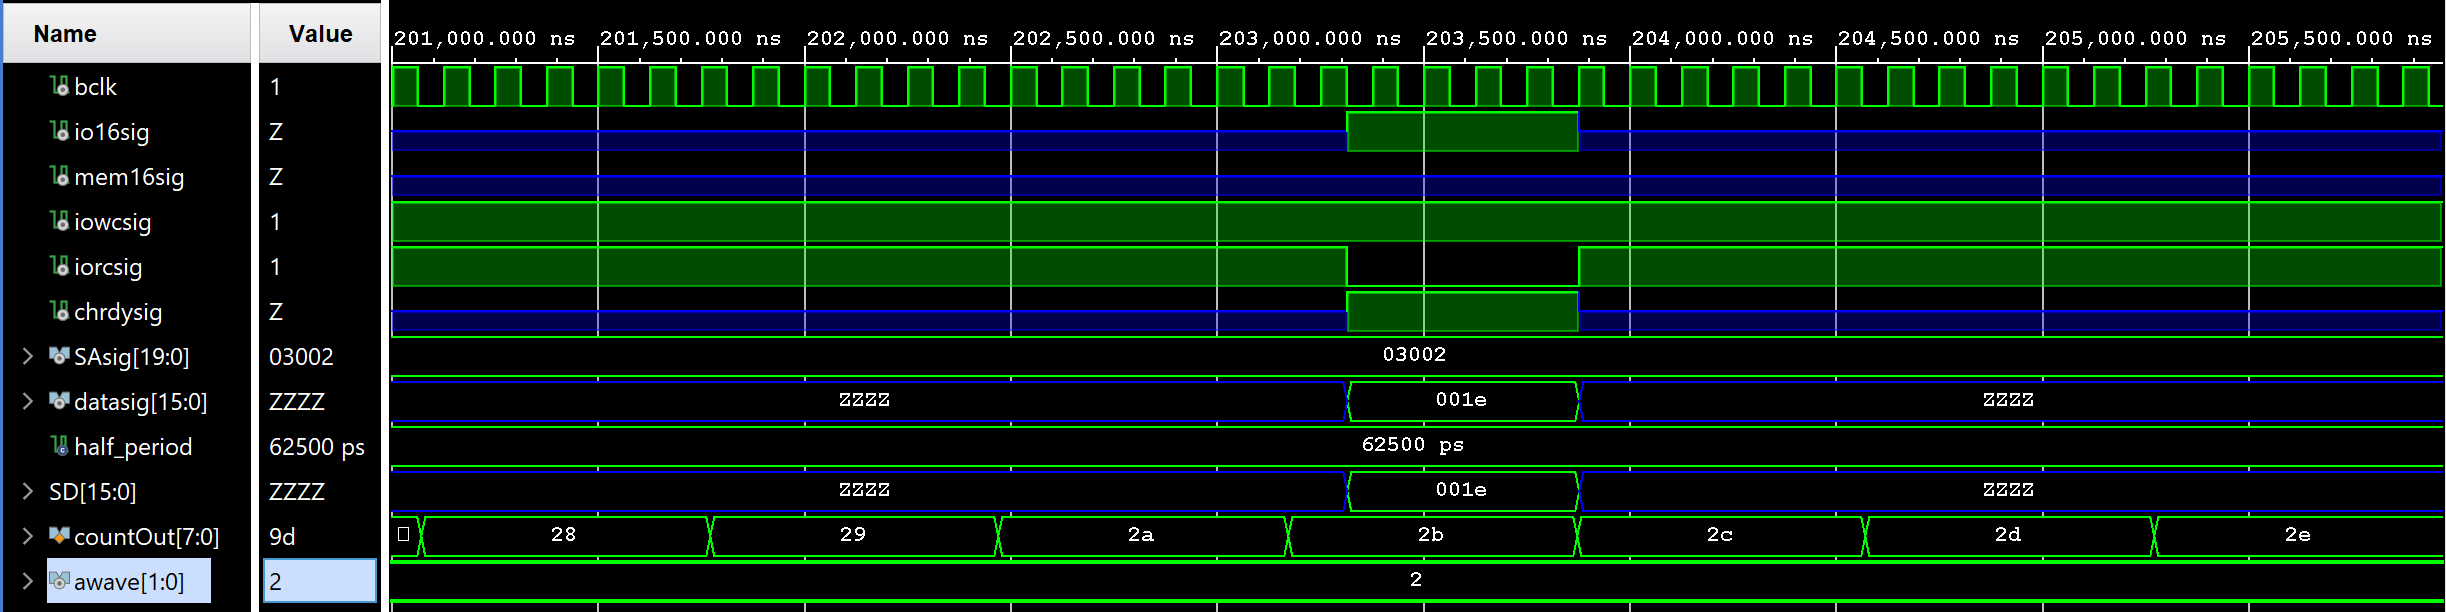 Name Value
201,000.000 ns 201,500.000 ns 202,000.000 ns 202,500.000 ns 203,000.000 ns 203,500.000 ns 204,000.000 ns 204,500.000 ns 205,000.000 ns 205,500.000 ns
bclk 1
io16sig Z
mem16sig Z
iowcsig 1
iorcsig 1
chrdysig Z
SAsig[19:0] 03002 03002
datasig[15:0] ZZZZ ZZZZ 001e ZZZZ
half_period 62500 ps 62500 ps
SD[15:0] ZZZZ ZZZZ 001e ZZZZ
countOut[7:0] 9d 28 29 2a 2b 2c 2d 2e
awave[1:0] 2 2